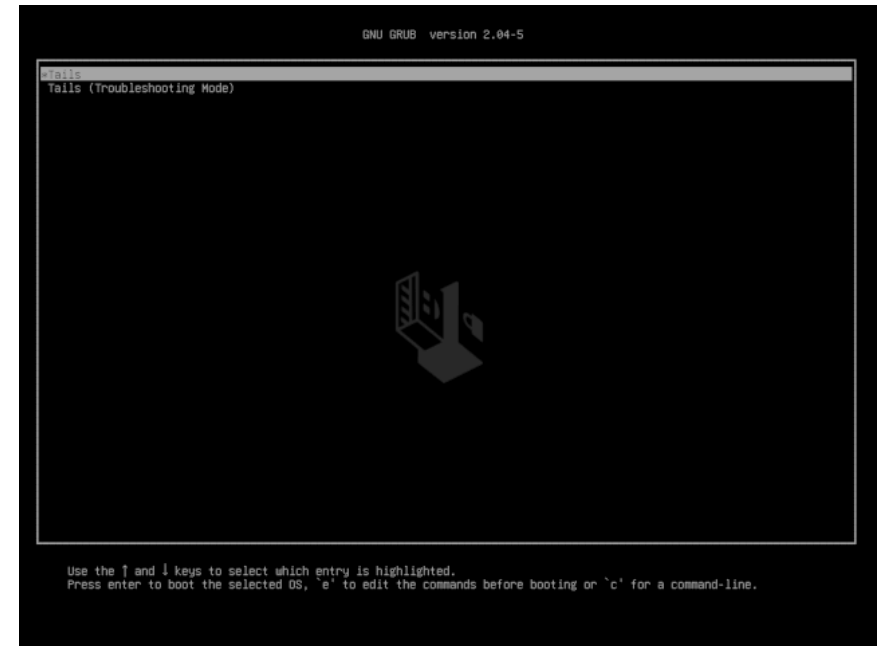 GNU GRUB version 2.04-5
*Tails
Tails (Troubleshooting Mode)
Use the ↑ and ↓ keys to select which entry is highlighted.
Press enter to boot the selected OS, `e' to edit the commands before booting or `c' for a command-line.